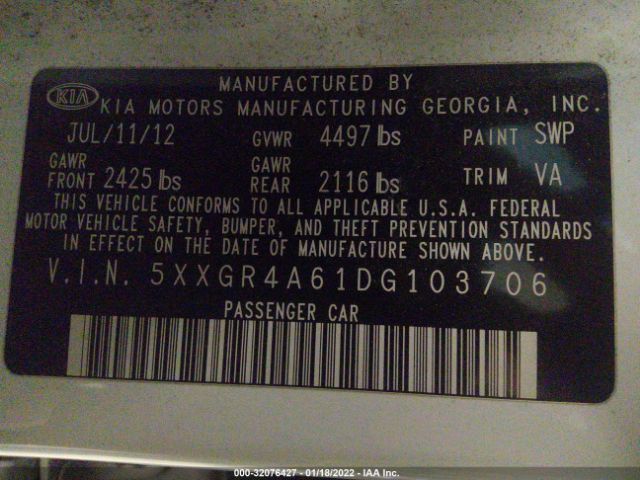 MANUFACTURED BY
KIA KIA MOTORS MANUFACTURING GEORGIA, INC.
JUL/11/12 GVWR 4497 lbs PAINT SWP
GAWR FRONT 2425 lbs GAWR REAR 2116 lbs TRIM VA
THIS VEHICLE CONFORMS TO ALL APPLICABLE U.S.A. FEDERAL
MOTOR VEHICLE SAFETY, BUMPER, AND THEFT PREVENTION STANDARDS
IN EFFECT ON THE DATE OF MANUFACTURE SHOWN ABOVE.
V.I.N. 5XXGR4A61DG103706
PASSENGER CAR
000-32076427 - 01/18/2022 - IAA Inc.